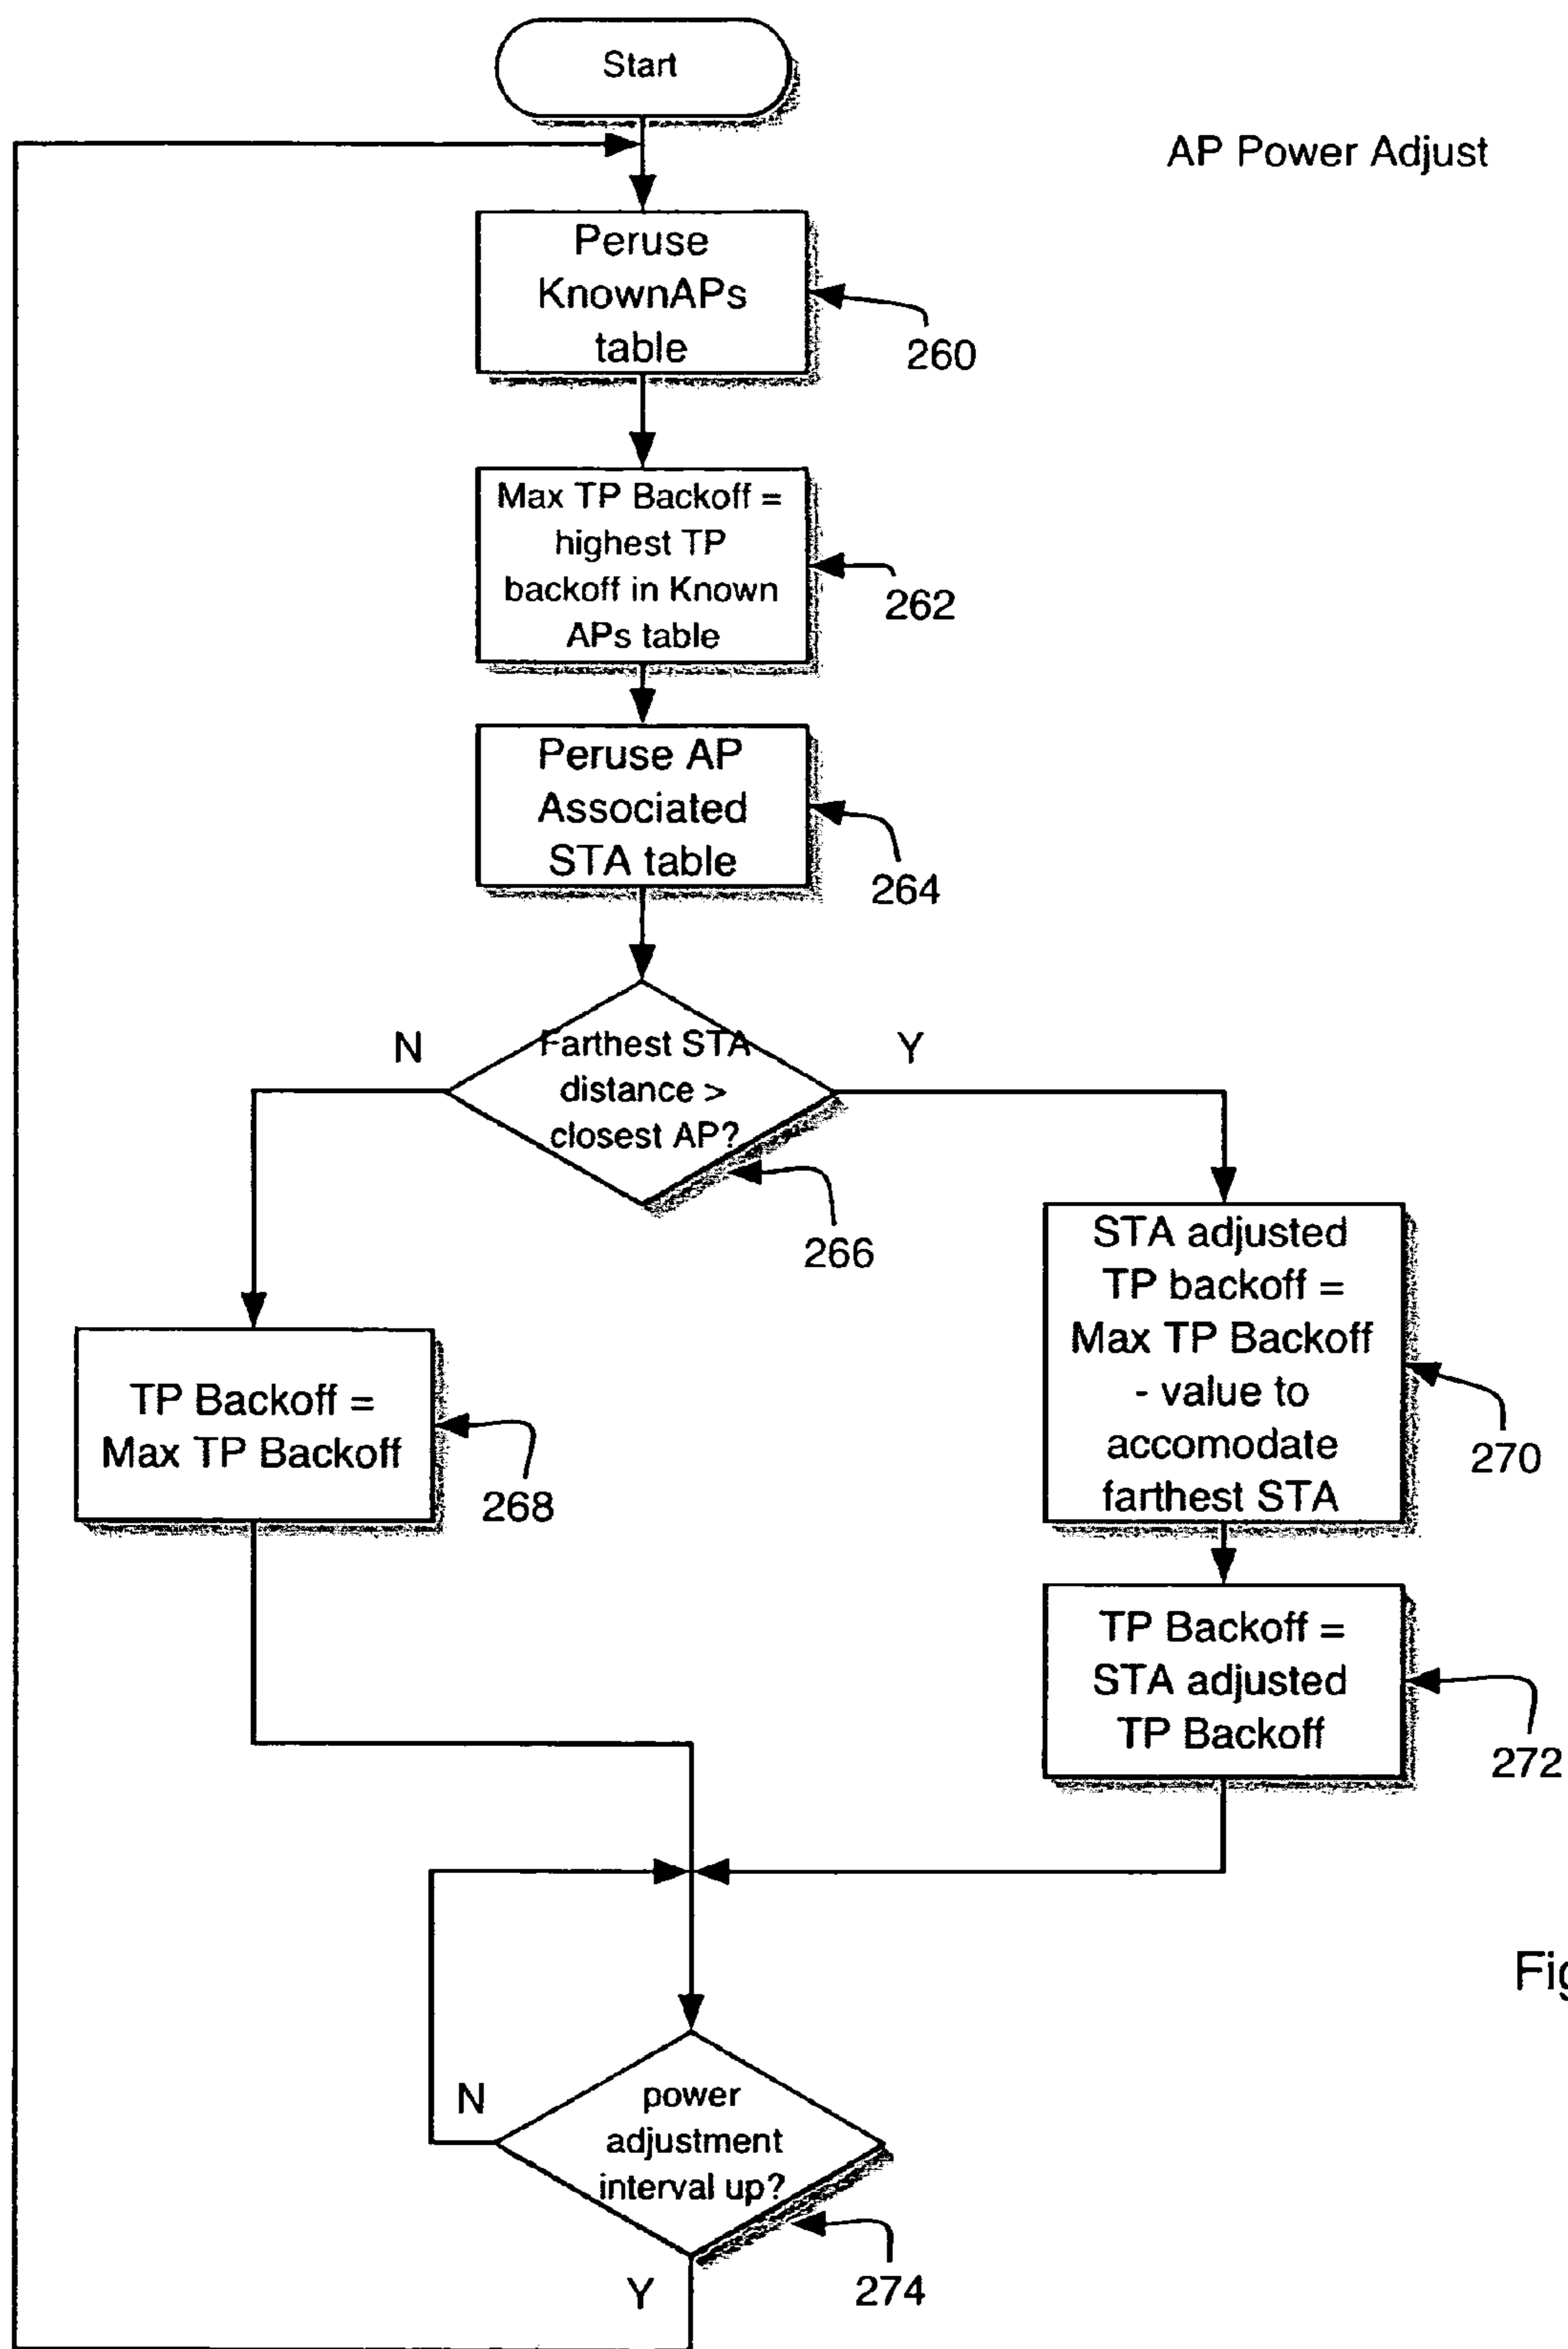 Start
AP Power Adjust
Peruse
KnownAPs
table
260
Max TP Backoff =
highest TP
backoff in Known
APs table
262
Peruse AP
Associated
STA table
264
N
Farthest STA
distance >
closest AP?
Y
266
TP Backoff =
Max TP Backoff
268
STA adjusted
TP backoff =
Max TP Backoff
- value to
accomodate
farthest STA
270
TP Backoff =
STA adjusted
TP Backoff
272
N
power
adjustment
interval up?
Y
274